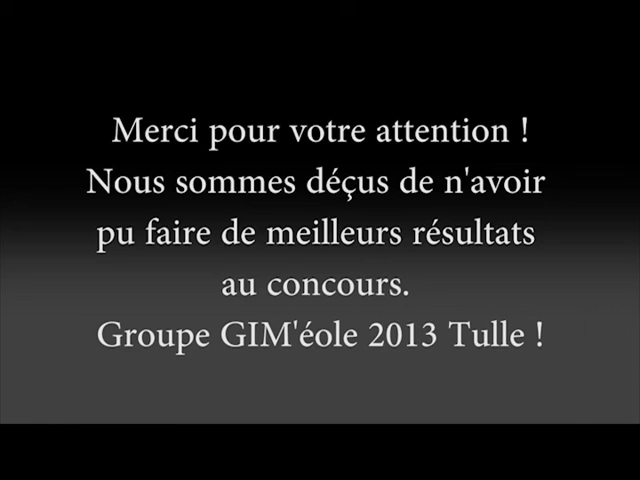 Merci pour votre attention !
Nous sommes déçus de n'avoir
pu faire de meilleurs résultats
au concours.
Groupe GIM'éole 2013 Tulle !